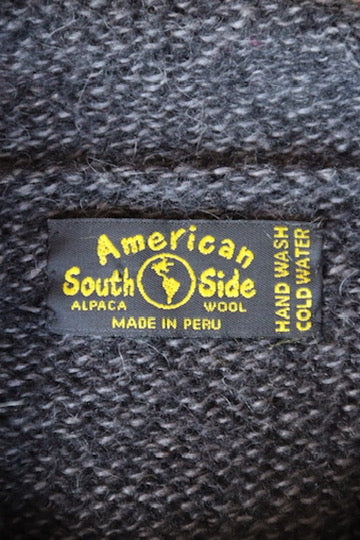 American
South Side
ALPACA WOOL
MADE IN PERU
HAND WASH
COLD WATER